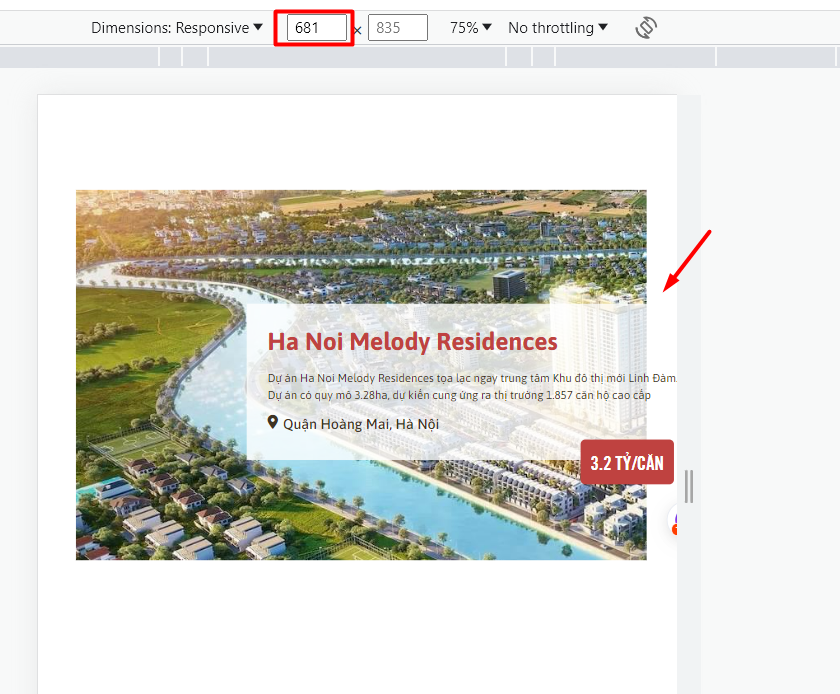 Dimensions: Responsive 681 × 835 75% No throttling
Ha Noi Melody Residences
Dự án Ha Noi Melody Residences tọa lạc ngay trung tâm Khu đô thị mới Linh Đàm.
Dự án có quy mô 3.28ha, dự kiến cung ứng ra thị trường 1.857 căn hộ cao cấp
Quận Hoàng Mai, Hà Nội
3.2 TỶ/CĂN